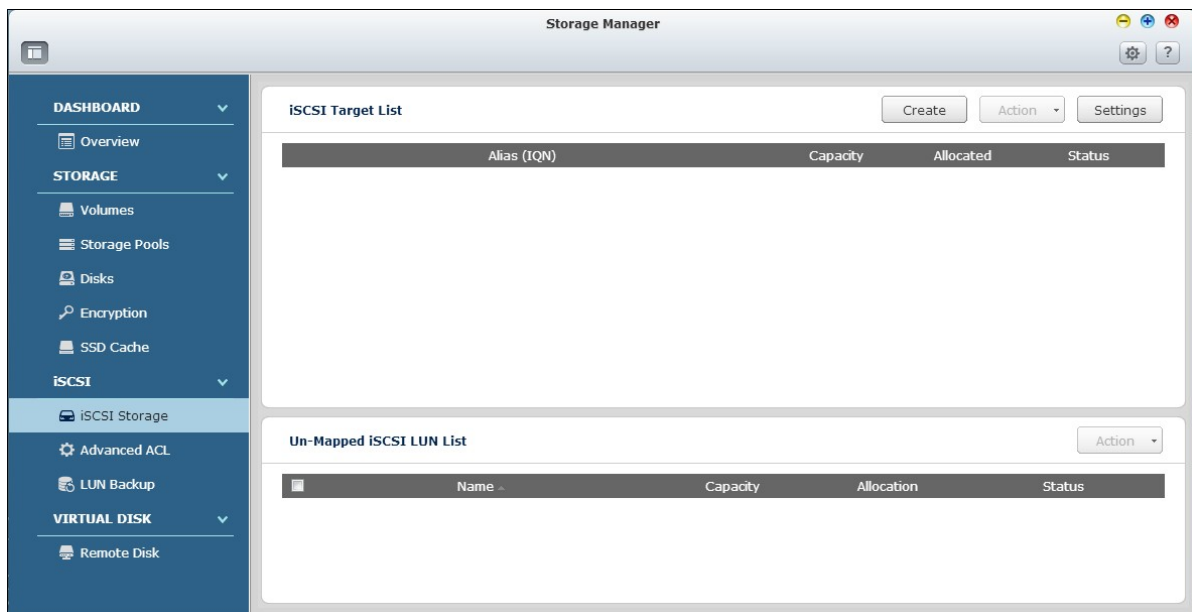 Storage Manager
?
DASHBOARD
Overview
STORAGE
Volumes
Storage Pools
Disks
Encryption
SSD Cache
iSCSI
iSCSI Storage
Advanced ACL
LUN Backup
VIRTUAL DISK
Remote Disk
iSCSI Target List Create Action Settings
Alias (IQN) Capacity Allocated Status
Un-Mapped iSCSI LUN List Action
Name Capacity Allocation Status